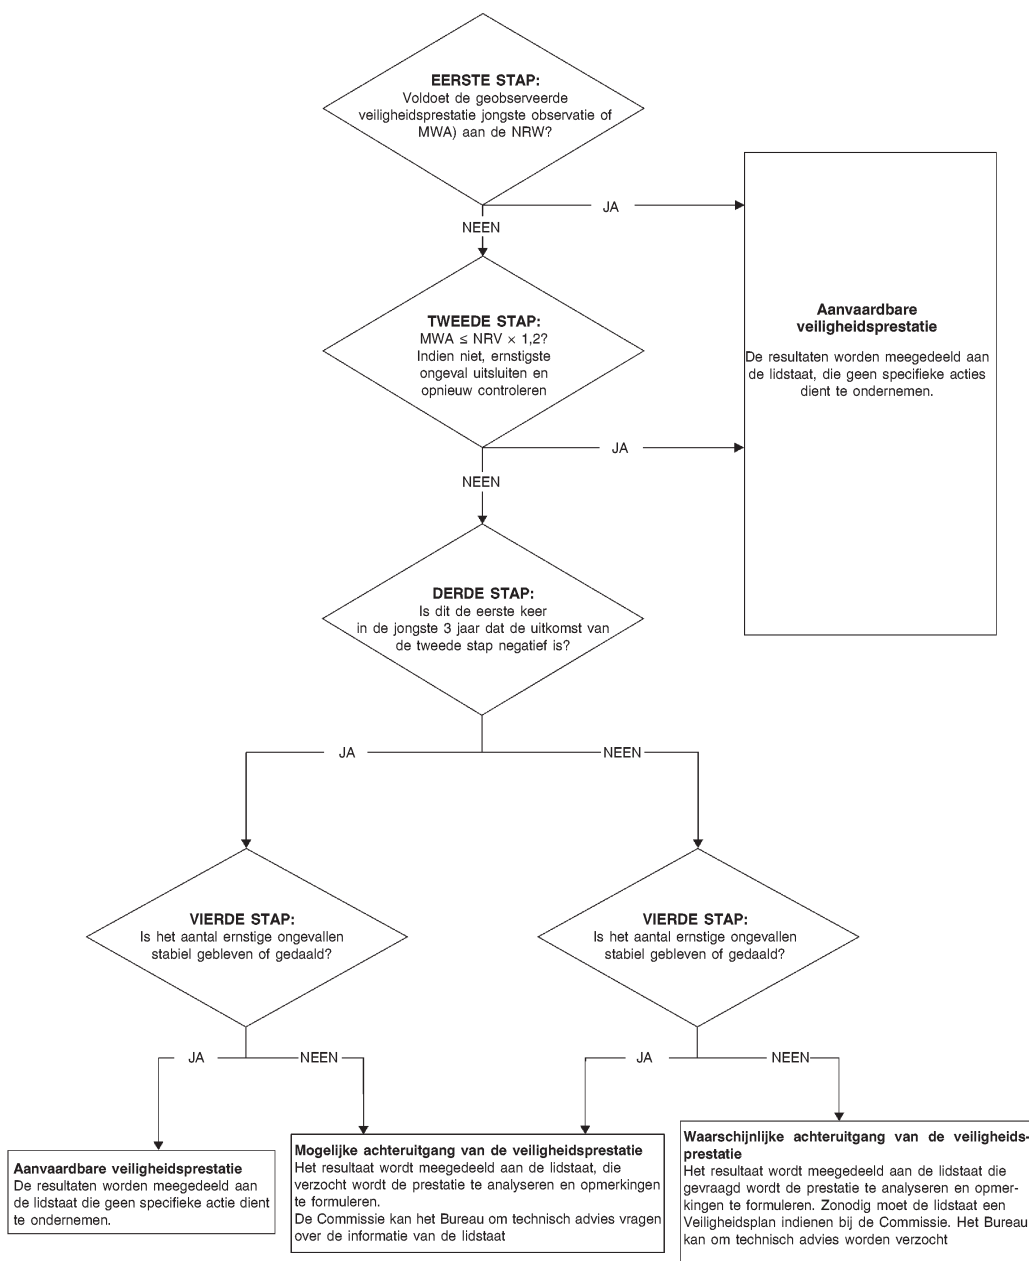 EERSTE STAP:
Voldoet de geobserveerde
veiligheidsprestatie jongste observatie of
MWA) aan de NRW?
JA
NEEN
TWEEDE STAP:
MWA ≤ NRV × 1,2?
Indien niet, ernstigste
ongeval uitsluiten en
opnieuw controleren
Aanvaardbare
veiligheidsprestatie
De resultaten worden meegedeeld aan
de lidstaat, die geen specifieke acties
dient te ondernemen.
JA
NEEN
DERDE STAP:
Is dit de eerste keer
in de jongste 3 jaar dat de uitkomst van
de tweede stap negatief is?
JA
NEEN
VIERDE STAP:
Is het aantal ernstige ongevallen
stabiel gebleven of gedaald?
VIERDE STAP:
Is het aantal ernstige ongevallen
stabiel gebleven of gedaald?
JA
NEEN
JA
NEEN
Aanvaardbare veiligheidsprestatie
De resultaten worden meegedeeld aan
de lidstaat die geen specifieke actie dient
te ondernemen.
Mogelijke achteruitgang van de veiligheidsprestatie
Het resultaat wordt meegedeeld aan de lidstaat, die
verzocht wordt de prestatie te analyseren en opmerkingen
te formuleren.
De Commissie kan het Bureau om technisch advies vragen
over de informatie van de lidstaat
Waarschijnlijke achteruitgang van de veiligheids-
prestatie
Het resultaat wordt meegedeeld aan de lidstaat die
gevraagd wordt de prestatie te analyseren en opmer-
kingen te formuleren. Zonodig moet de lidstaat een
Veiligheidsplan indienen bij de Commissie. Het Bureau
kan om technisch advies worden verzocht